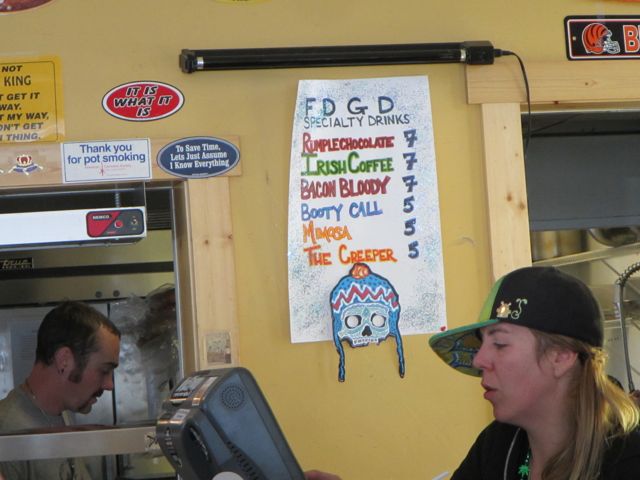 NOT
KING
T GET IT
WAY.
T MY WAY,
ON'T GET
THING.
IT IS
WHAT IT
IS
Thank you
for pot smoking
To Save Time,
Lets Just Assume
I Know Everything
NEMCO
F D G D
SPECIALTY DRINKS
RUMPLECHOCOLATE 7
IRISH COFFEE 7
BACON BLOODY 7
BOOTY CALL 5
MIMOSA 5
THE CREEPER 5
B